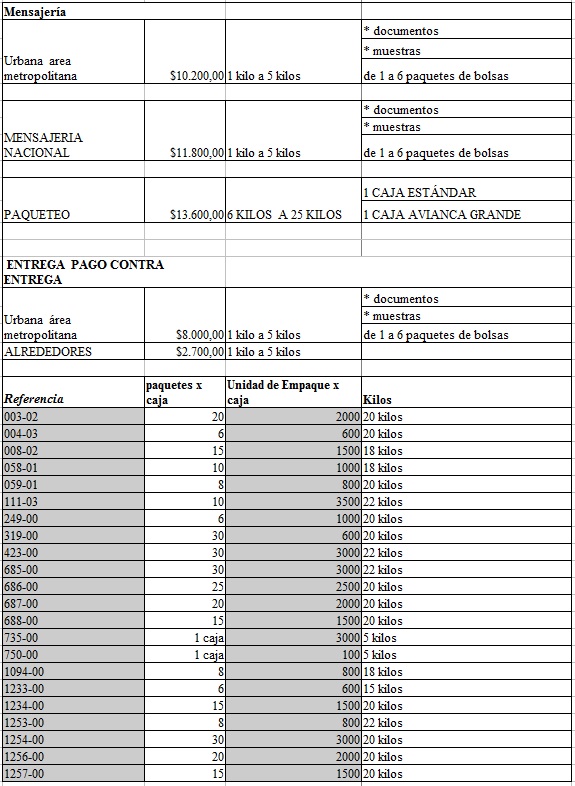 Mensajería
* documentos
* muestras
Urbana area
metropolitana $10.200,00 1 kilo a 5 kilos de 1 a 6 paquetes de bolsas
* documentos
* muestras
MENSAJERIA
NACIONAL $11.800,00 1 kilo a 5 kilos de 1 a 6 paquetes de bolsas
1 CAJA ESTÁNDAR
PAQUETEO $13.600,00 6 KILOS A 25 KILOS 1 CAJA AVIANCA GRANDE
ENTREGA PAGO CONTRA
ENTREGA
* documentos
* muestras
Urbana área
metropolitana $8.000,00 1 kilo a 5 kilos de 1 a 6 paquetes de bolsas
ALREDEDORES $2.700,00 1 kilo a 5 kilos
paquetes x Unidad de Empaque x
Referencia caja caja Kilos
003-02 20 2000 20 kilos
004-03 6 600 20 kilos
008-02 15 1500 18 kilos
058-01 10 1000 18 kilos
059-01 8 800 20 kilos
111-03 10 3500 22 kilos
249-00 6 1000 20 kilos
319-00 30 600 20 kilos
423-00 30 3000 22 kilos
685-00 30 3000 22 kilos
686-00 25 2500 20 kilos
687-00 20 2000 20 kilos
688-00 15 1500 20 kilos
735-00 1 caja 3000 5 kilos
750-00 1 caja 100 5 kilos
1094-00 8 800 18 kilos
1233-00 6 600 15 kilos
1234-00 15 1500 20 kilos
1253-00 8 800 22 kilos
1254-00 30 3000 20 kilos
1256-00 20 2000 20 kilos
1257-00 15 1500 20 kilos